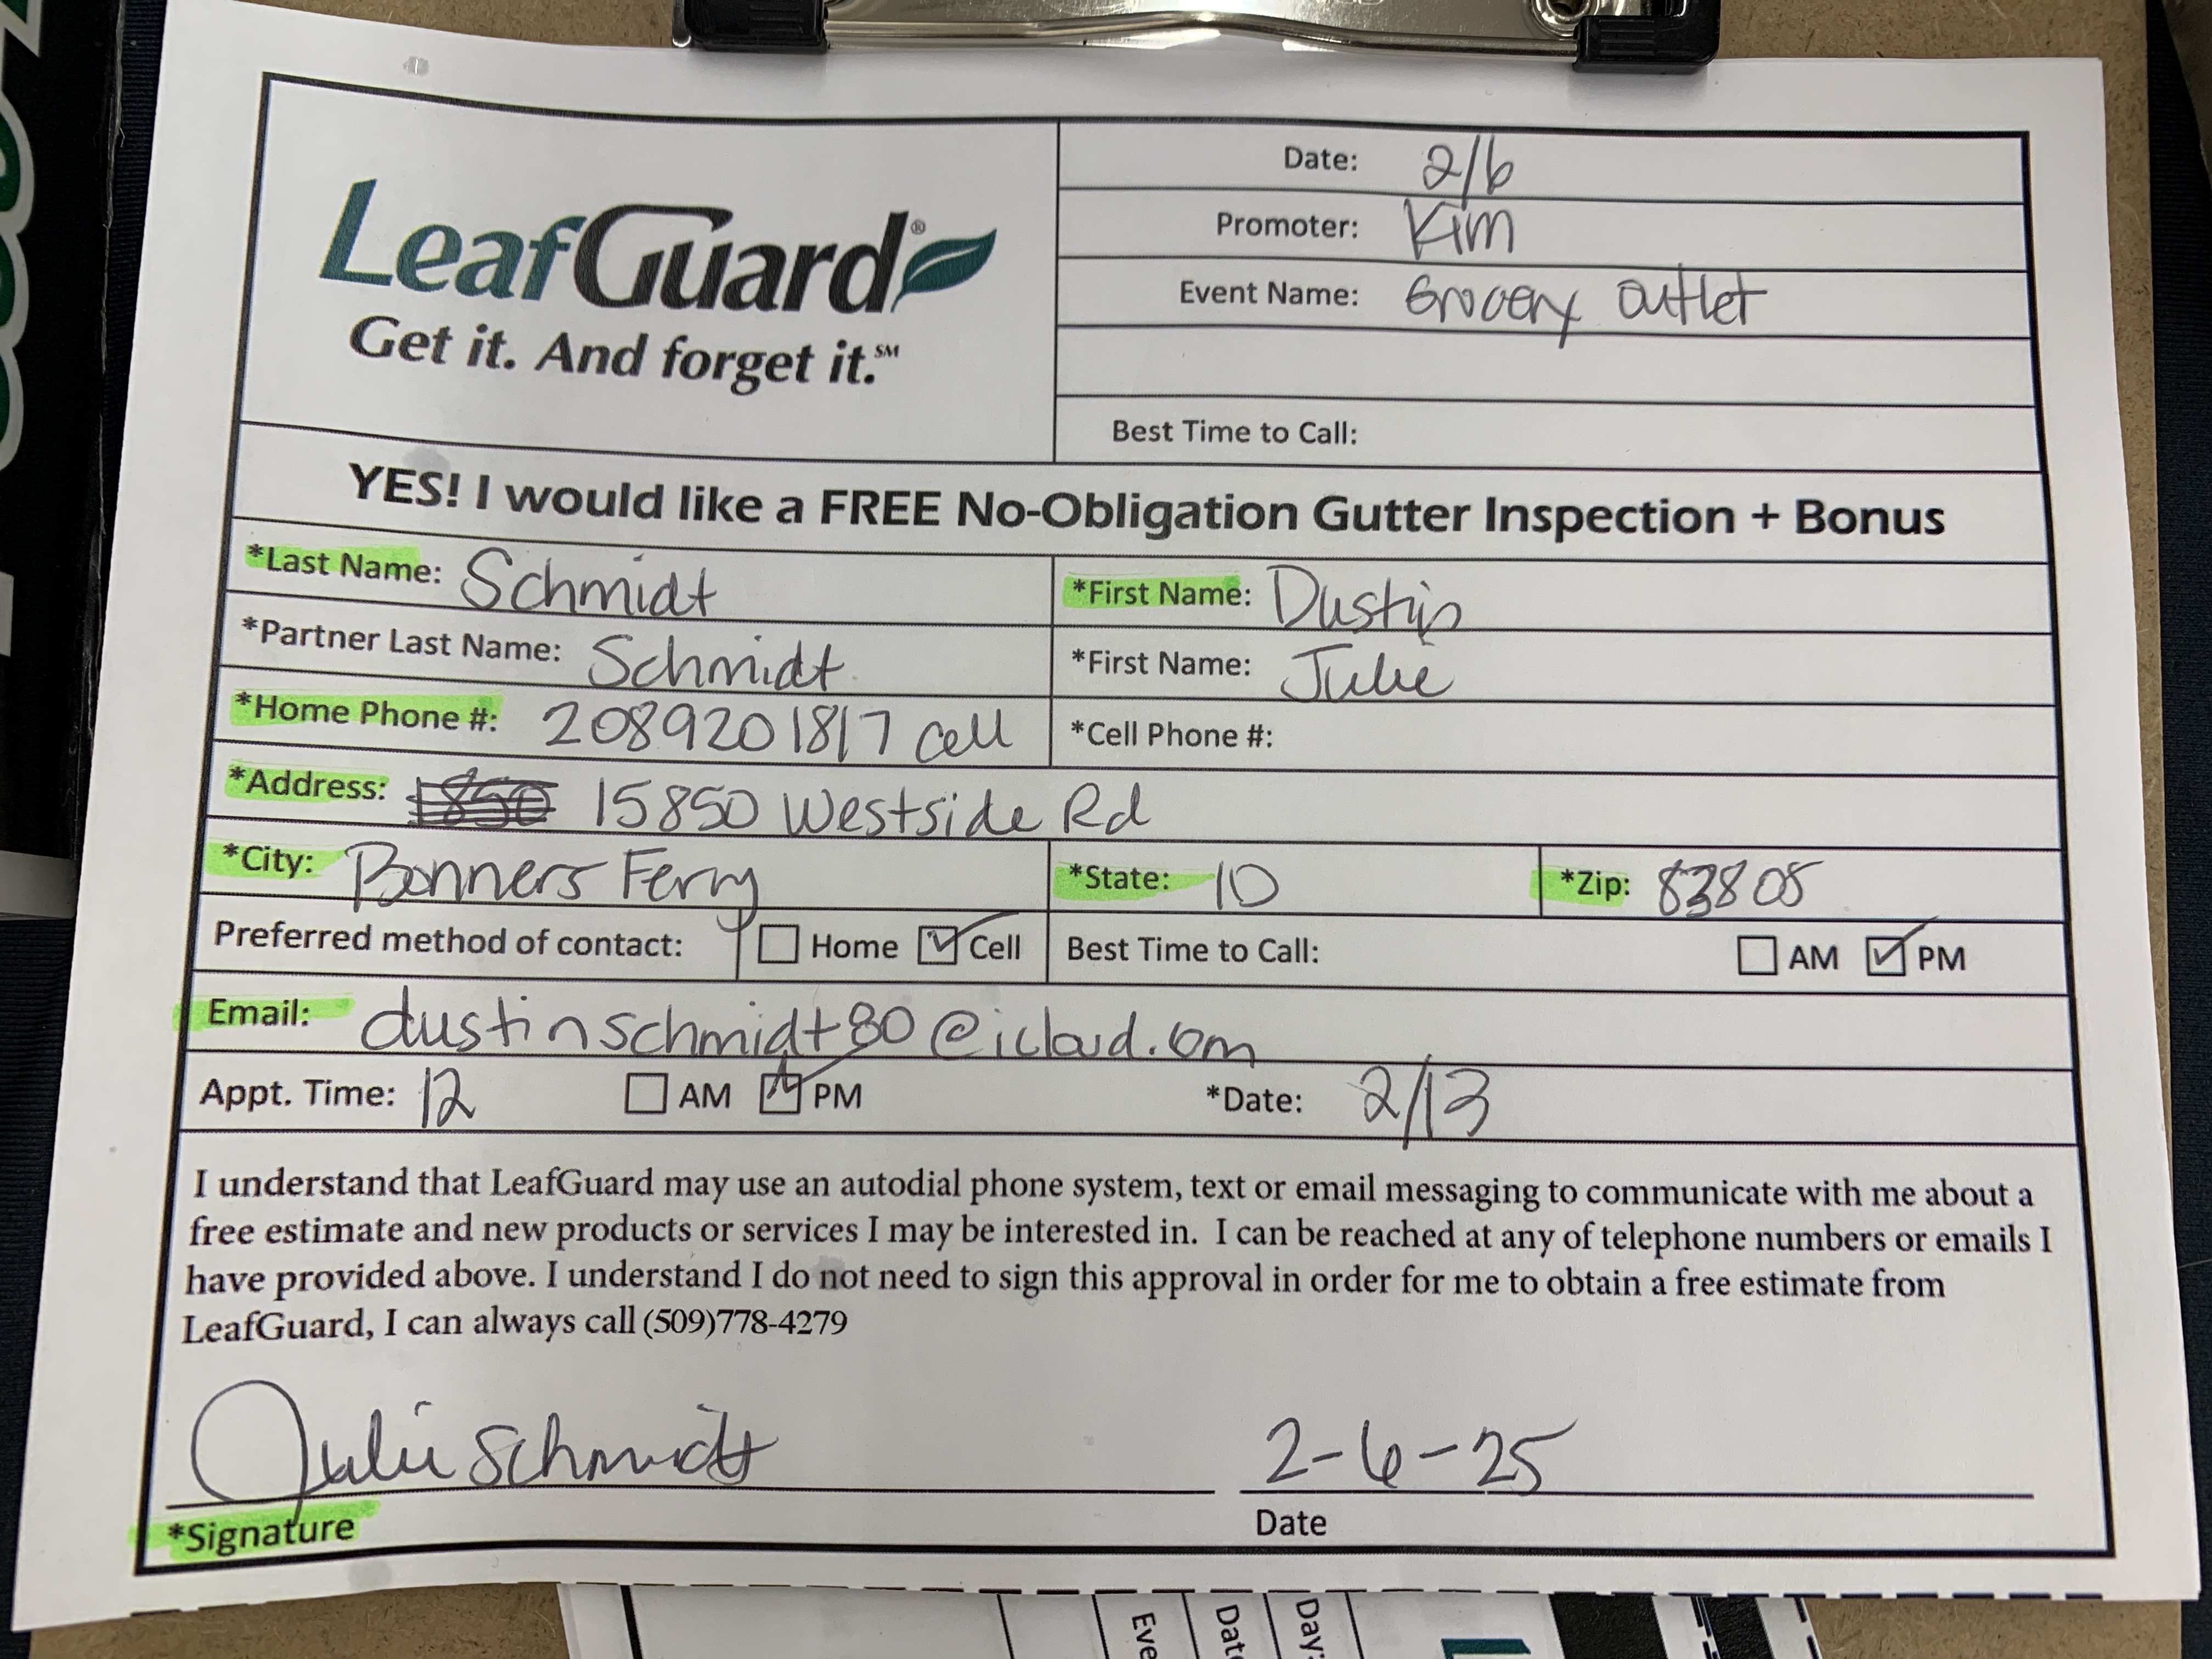 LeafGuard®
Get it. And forget it.℠
Date: 2/6
Promoter: Kim
Event Name: Grocery outlet
Best Time to Call:
YES! I would like a FREE No-Obligation Gutter Inspection + Bonus
*Last Name: Schmidt *First Name: Dustin
*Partner Last Name: Schmidt *First Name: Julie
*Home Phone #: 2089201817 cell *Cell Phone #:
*Address: 15850 Westside Rd
*City: Bonners Ferry *State: ID *Zip: 83805
Preferred method of contact: Home Cell Best Time to Call: AM PM
Email: dustinschmidt80@icloud.com
Appt. Time: 12 AM PM *Date: 2/13
I understand that LeafGuard may use an autodial phone system, text or email messaging to communicate with me about a
free estimate and new products or services I may be interested in. I can be reached at any of telephone numbers or emails I
have provided above. I understand I do not need to sign this approval in order for me to obtain a free estimate from
LeafGuard, I can always call (509)778-4279
Juli Schmidt 2-6-25
*Signature Date
Eve
Date
Day: